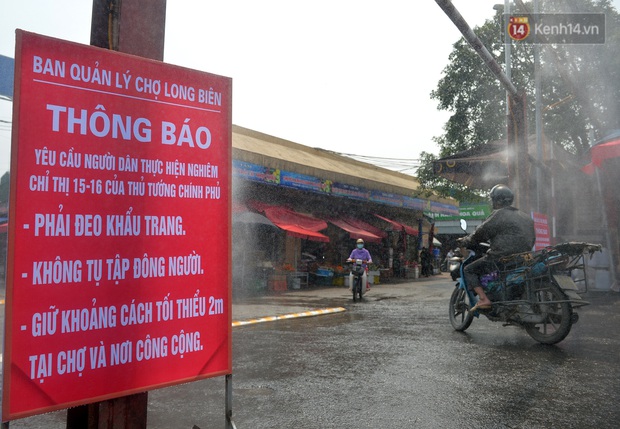 BAN QUẢN LÝ CHỢ LONG BIÊN
THÔNG BÁO
YÊU CẦU NGƯỜI DÂN THỰC HIỆN NGHIÊM
CHỈ THỊ 15-16 CỦA THỦ TƯỚNG CHÍNH PHỦ
- PHẢI ĐEO KHẨU TRANG.
- KHÔNG TỤ TẬP ĐÔNG NGƯỜI.
- GIỮ KHOẢNG CÁCH TỐI THIỂU 2m
TẠI CHỢ VÀ NƠI CÔNG CỘNG.
14 Kenh14.vn